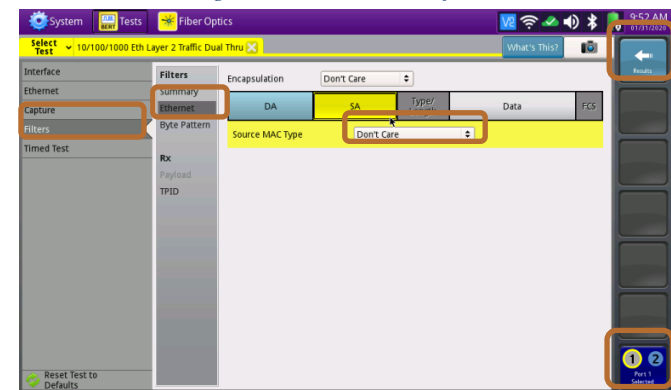 System Tests Fiber Optics V2 9:52 AM
01/31/2020
Select Test 10/100/1000 Eth Layer 2 Traffic Dual Thru What's This?
Results
Interface
Ethernet
Capture
Filters
Timed Test
Filters
Summary
Ethernet
Byte Pattern
Rx
Payload
TPID
Encapsulation Don't Care
DA SA Type/ Data FCS
Source MAC Type Don't Care
Reset Test to
Defaults
1 2
Port 1
Selected